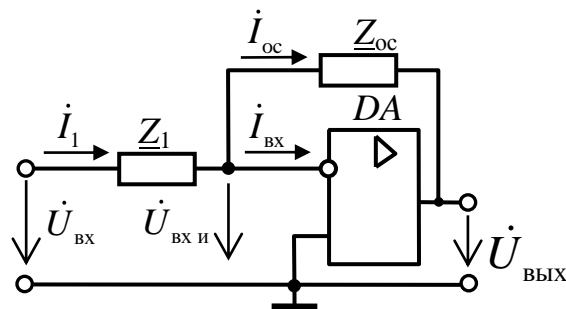 İ_ос
Z_ос
DA
İ_1
Z_1
İ_вх
U̇_вх
U̇_вх и
U̇_вых